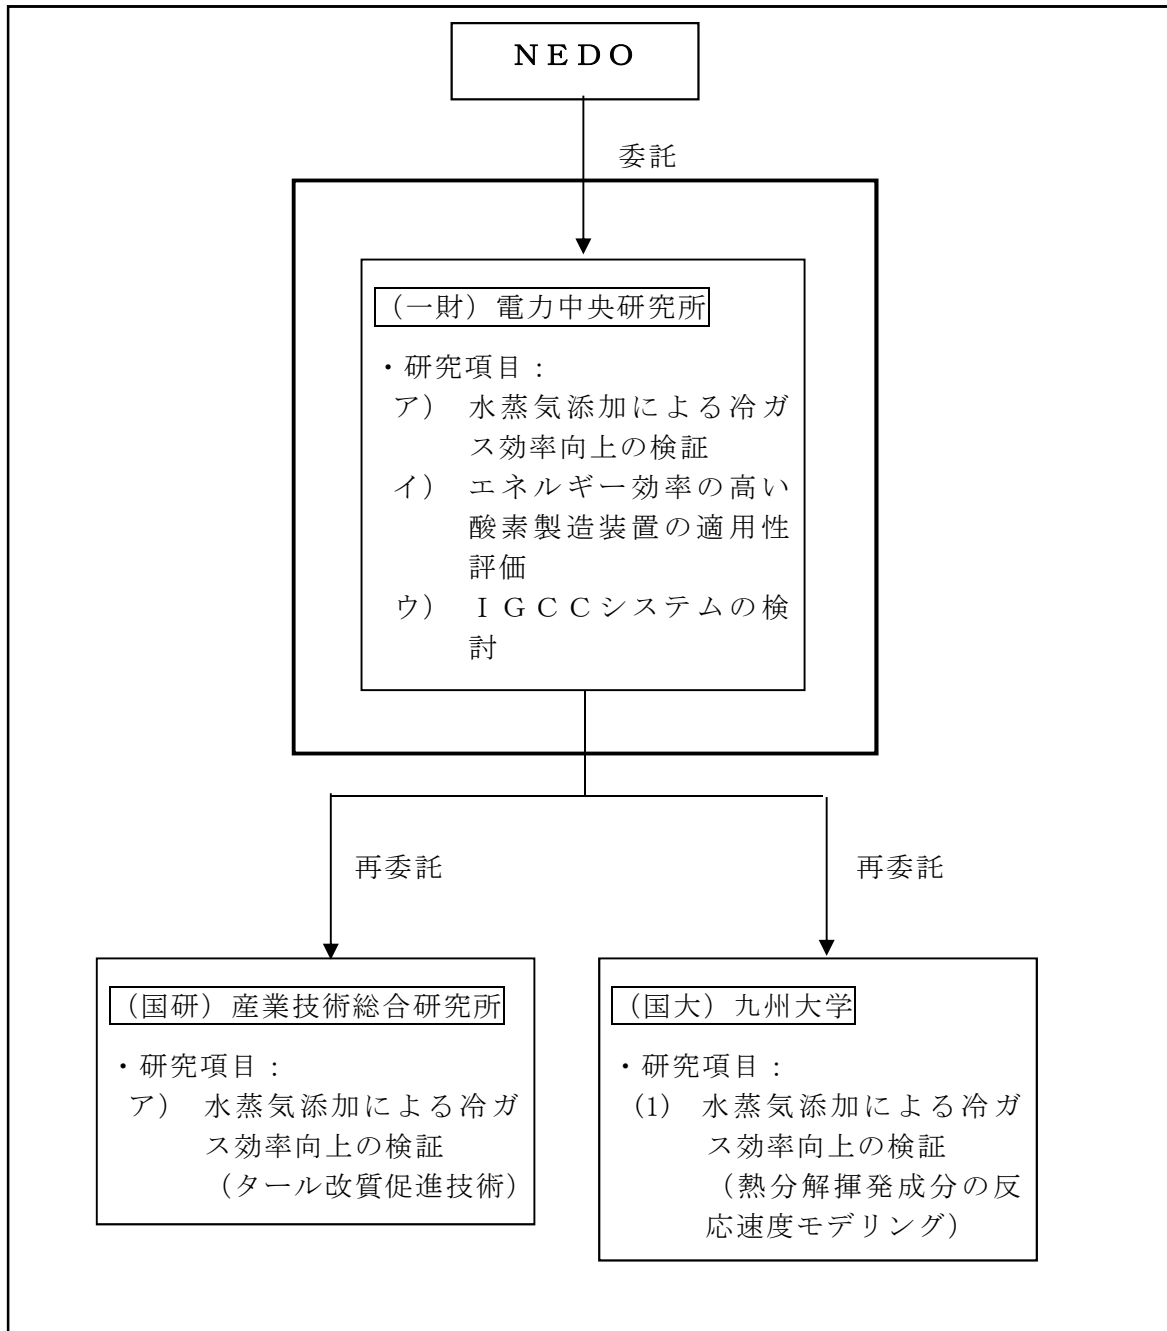 ＮＥＤＯ
委託
（一財）電力中央研究所
・研究項目：
ア） 水蒸気添加による冷ガ
ス効率向上の検証
イ） エネルギー効率の高い
酸素製造装置の適用性
評価
ウ） ＩＧＣＣシステムの検
討
再委託
再委託
（国研）産業技術総合研究所
・研究項目：
ア） 水蒸気添加による冷ガ
ス効率向上の検証
（タール改質促進技術）
（国大）九州大学
・研究項目：
(1) 水蒸気添加による冷ガ
ス効率向上の検証
（熱分解揮発成分の反
応速度モデリング）